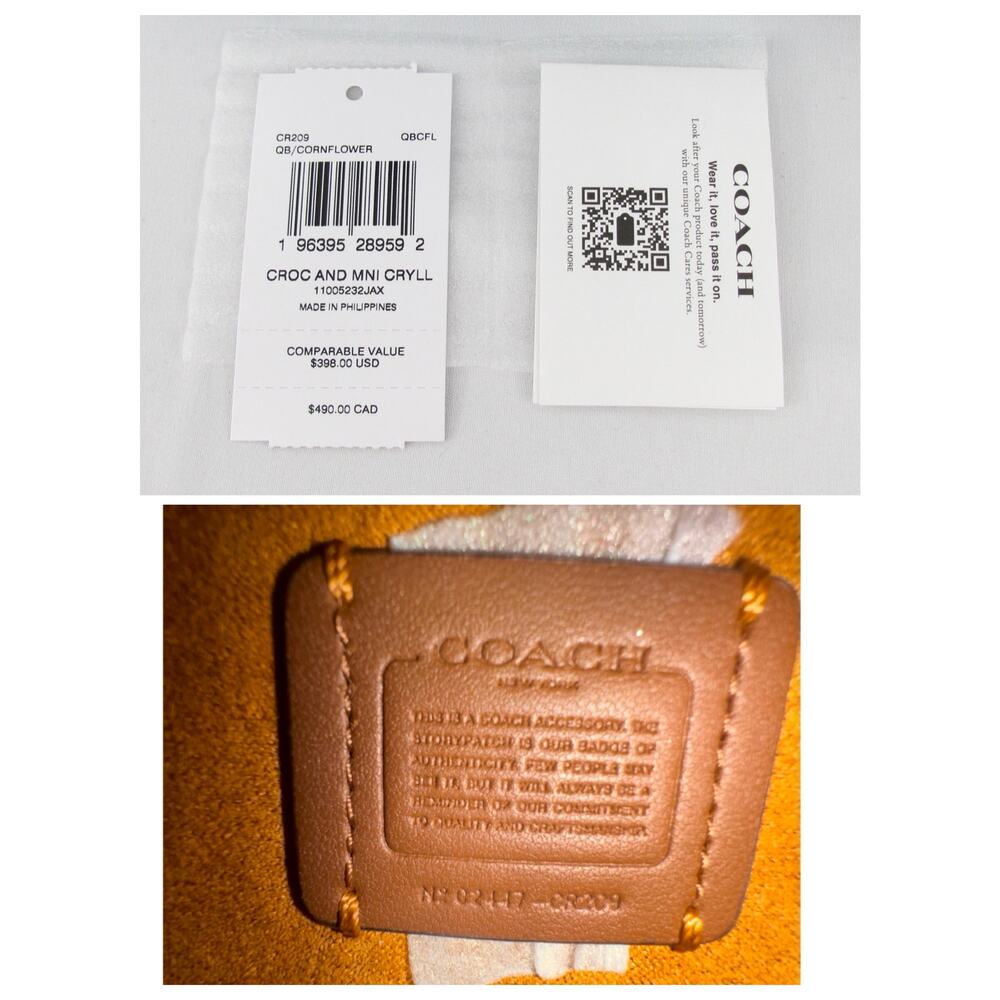 CR209 QBCFL
QB/CORNFLOWER
1 96395 28959 2
CROC AND MNI CRYLL
11005232JAX
MADE IN PHILIPPINES
COMPARABLE VALUE
$398.00 USD
$490.00 CAD
COACH
Wear it, love it, pass it on.
Look after your Coach product today (and tomorrow)
with our unique Coach Cares services.
SCAN TO FIND OUT MORE
COACH
NEW YORK
THIS IS A COACH ACCESSORY. THE
STORYPATCH IS OUR BADGE OF
AUTHENTICITY. FEW PEOPLE MAY
SEE IT, BUT IT WILL ALWAYS BE A
REMINDER OF OUR COMMITMENT
TO QUALITY AND CRAFTSMANSHIP.
Nº 02447-CR209